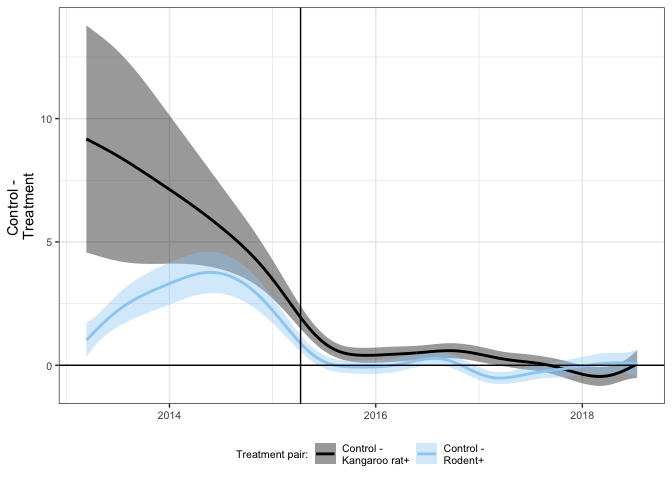 10
5
0
Control -
Treatment
2014
2016
2018
Treatment pair:
Control -
Kangaroo rat+
Control -
Rodent+